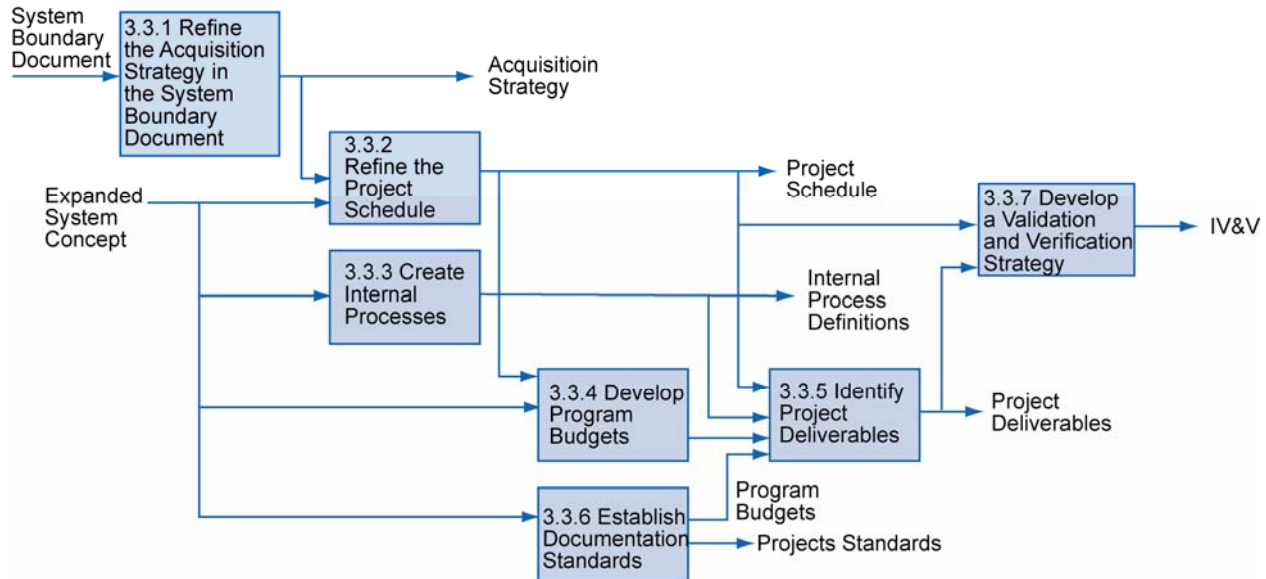 System
Boundary
Document
3.3.1 Refine
the Acquisition
Strategy in
the System
Boundary
Document
Acquisitioin
Strategy
3.3.2
Refine the
Project
Schedule
Project
Schedule
Expanded
System
Concept
3.3.7 Develop
a Validation
and Verification
Strategy
IV&V
3.3.3 Create
Internal
Processes
Internal
Process
Definitions
3.3.4 Develop
Program
Budgets
3.3.5 Identify
Project
Deliverables
Project
Deliverables
3.3.6 Establish
Documentation
Standards
Program
Budgets
Projects Standards